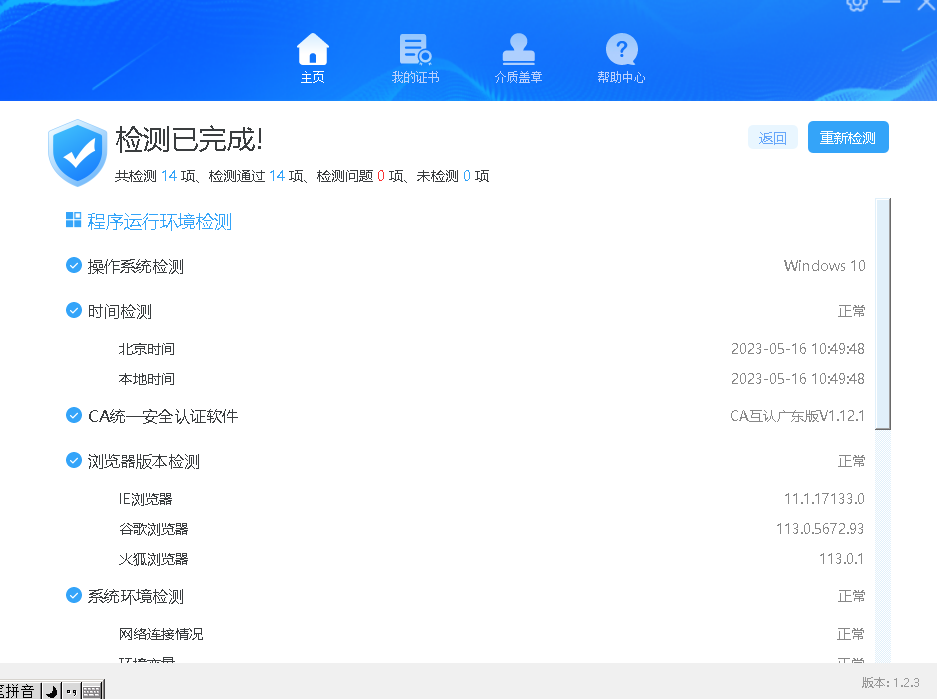 主页
我的证书
介质盖章
帮助中心
检测已完成!
返回
重新检测
共检测 14 项、检测通过 14 项、检测问题 0 项、未检测 0 项
程序运行环境检测
操作系统检测 Windows 10
时间检测 正常
北京时间 2023-05-16 10:49:48
本地时间 2023-05-16 10:49:48
CA统一安全认证软件 CA互认广东版V1.12.1
浏览器版本检测 正常
IE浏览器 11.1.17133.0
谷歌浏览器 113.0.5672.93
火狐浏览器 113.0.1
系统环境检测 正常
网络连接情况 正常
环境变量 正常
拼音
版本: 1.2.3